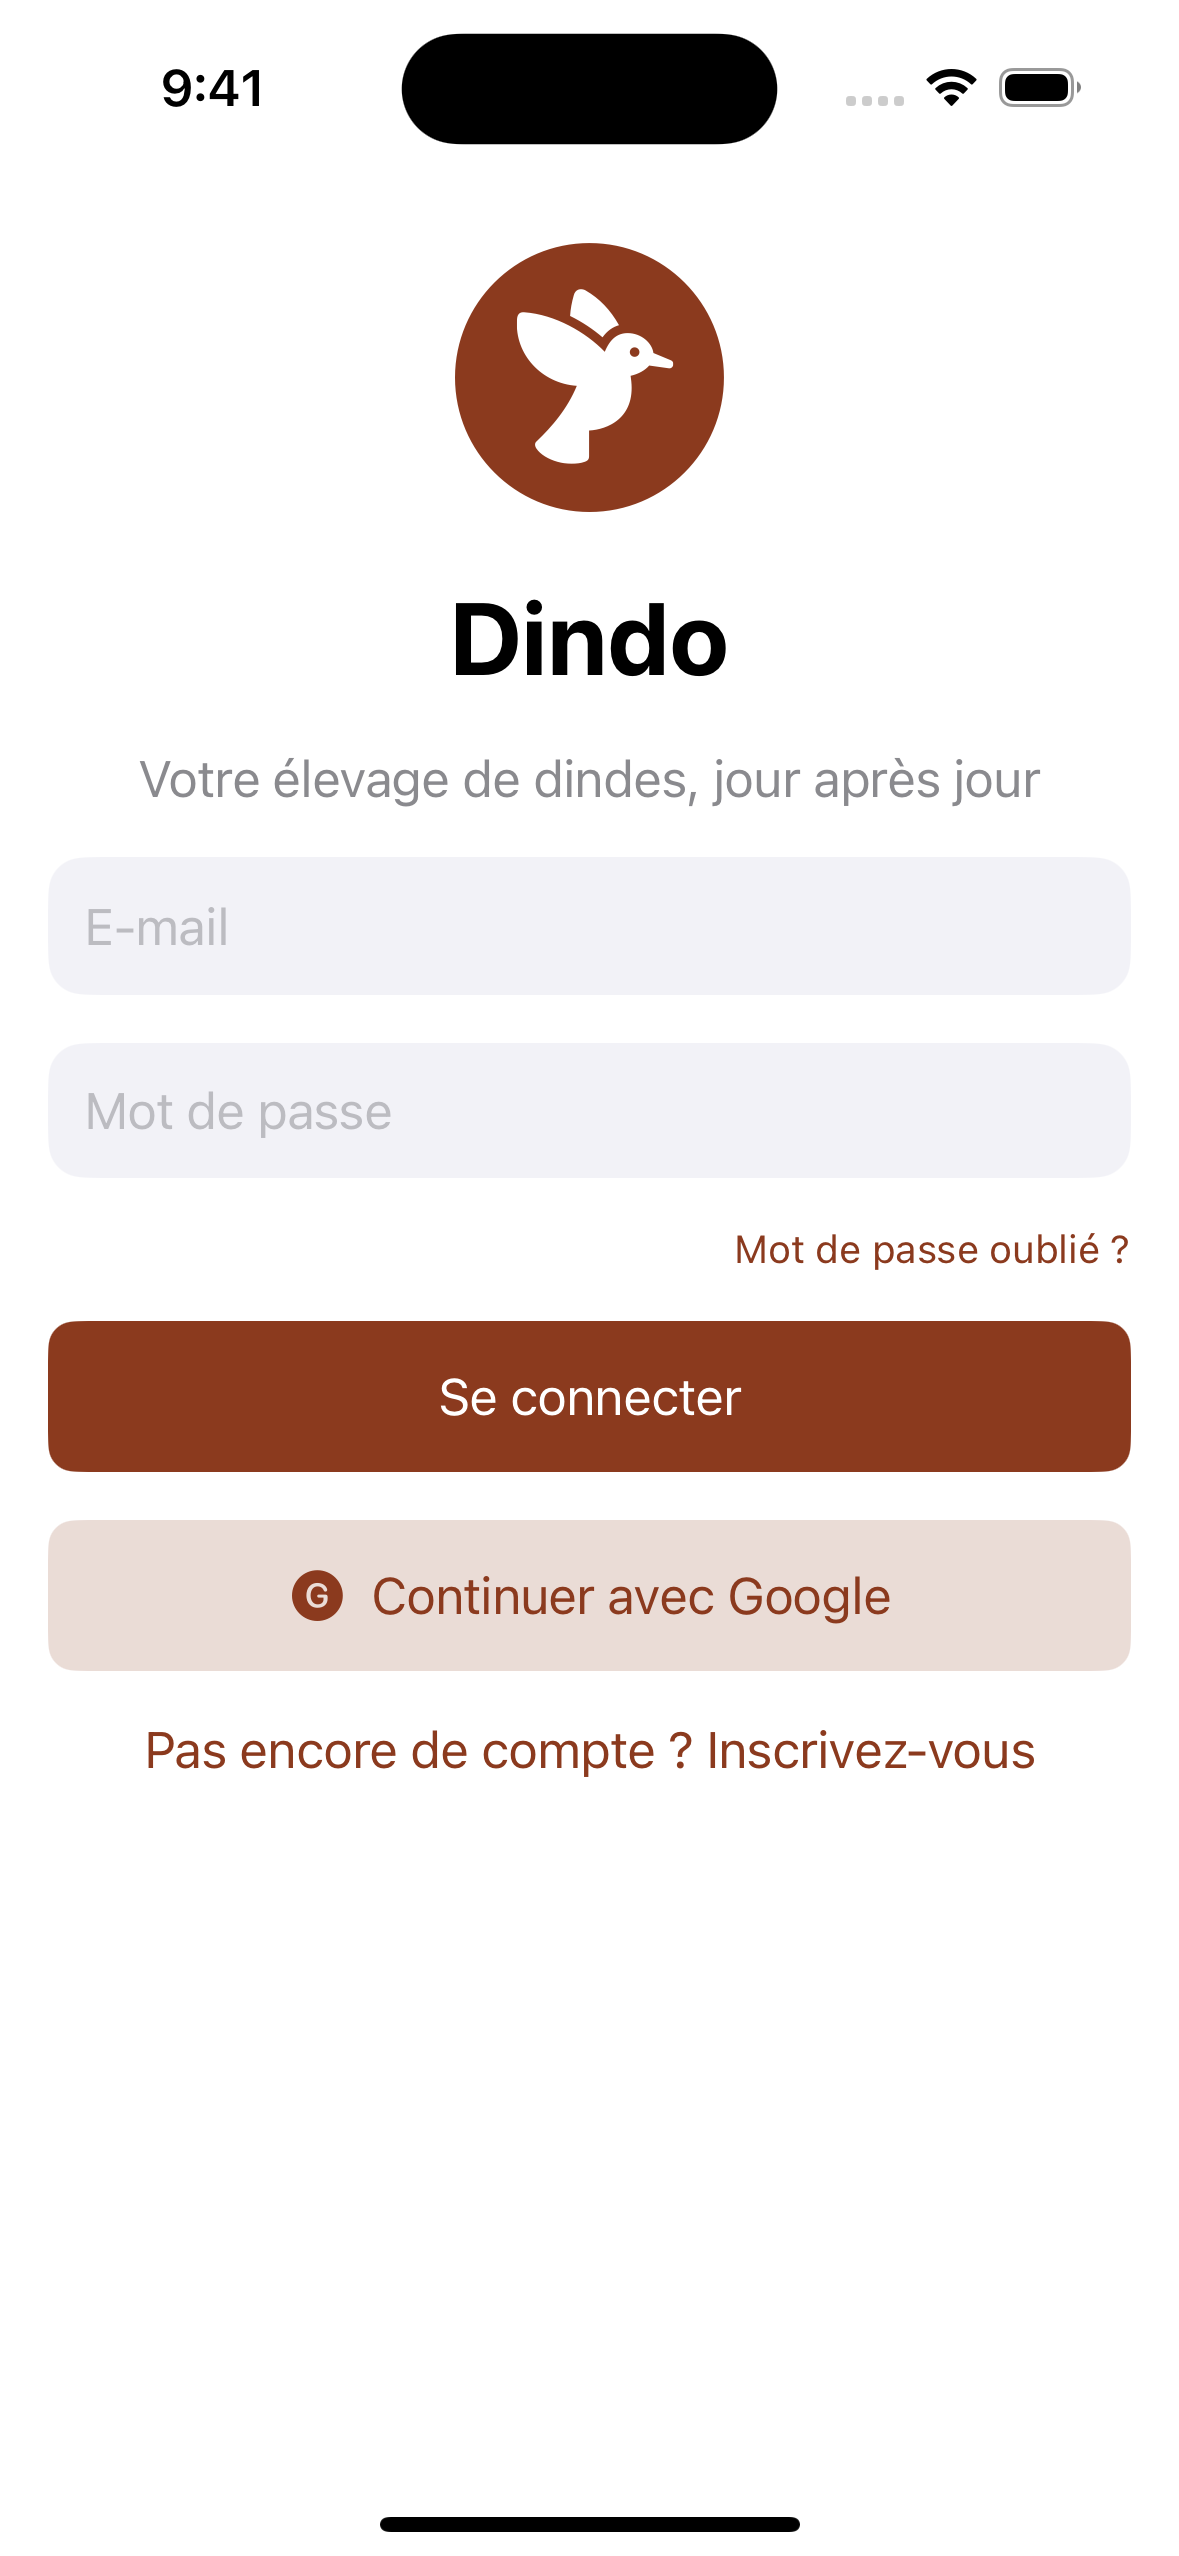 9:41
Dindo
Votre élevage de dindes, jour après jour
E-mail
Mot de passe
Mot de passe oublié ?
Se connecter
G Continuer avec Google
Pas encore de compte ? Inscrivez-vous